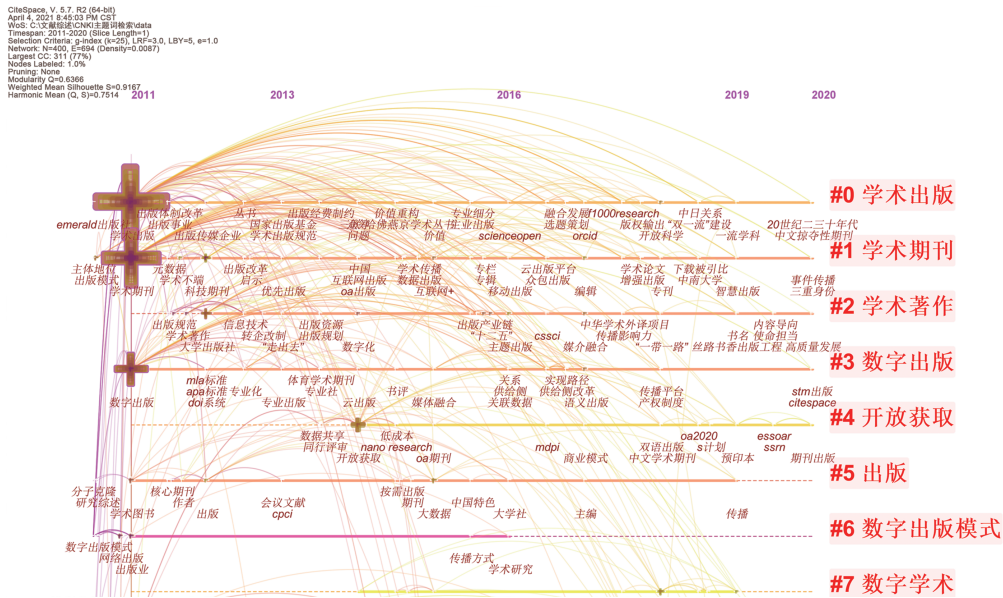 CiteSpace, V. 5.7. R2 (64-bit)
April 4, 2021 8:45:03 PM CST
WoS: C:\文献综述\CNKI主题词检索\data
Timespan: 2011-2020 (Slice Length=1)
Selection Criteria: g-index (k=25), LRF=3.0, LBY=5, e=1.0
Network: N=400, E=694 (Density=0.0087)
Largest CC: 311 (77%)
Nodes Labeled: 1.0%
Pruning: None
Modularity Q=0.6366
Weighted Mean Silhouette S=0.9167
Harmonic Mean (Q, S)=0.7514
2011 2013 2016 2019 2020
#0 学术出版
出版体制改革 丛书 出版经费制约 价值重构 专业细分 融合发展 f1000research 中日关系
emerald出版社 出版事业 国家出版基金 哈佛燕京学术丛书 专业出版 选题策划 版权输出 “双一流”建设 20世纪二三十年代
学术出版 出版传媒企业 学术出版规范 问题 价值 scienceopen orcid 开放科学 一流学科 中文掠夺性期刊
#1 学术期刊
主体地位 元数据 出版改革 中国 学术传播 专栏 云出版平台 学术论文 下载被引比
出版模式 学术不端 启示 互联网出版 数据出版 专辑 众包出版 增强出版 中南大学 事件传播
学术期刊 科技期刊 优先出版 oa出版 互联网+ 移动出版 编辑 专刊 智慧出版 三重身份
#2 学术著作
出版规范 信息技术 出版资源 出版产业链 中华学术外译项目 内容导向
学术著作 转企改制 出版规划 “十二五” cssci 传播影响力 书名 使命担当
大学出版社 “走出去” 数字化 主题出版 媒介融合 “一带一路” 丝路书香出版工程 高质量发展
#3 数字出版
mla标准 体育学术期刊 关系 实现路径
apa标准 专业化 专业社 书评 供给侧 供给侧改革 传播平台 stm出版
数字出版 doi系统 专业出版 云出版 媒体融合 关联数据 语义出版 产权制度 citespace
#4 开放获取
数据共享 低成本 oa2020 essoar
同行评审 nano research mdpi 双语出版 s计划 ssrn
开放获取 oa期刊 商业模式 中文学术期刊 预印本 期刊出版
#5 出版
分子克隆 核心期刊 按需出版
研究综述 作者 会议文献 期刊 中国特色
学术图书 出版 cpci 大数据 大学社 主编 传播
#6 数字出版模式
数字出版模式
网络出版 传播方式
出版业 学术研究
#7 数字学术